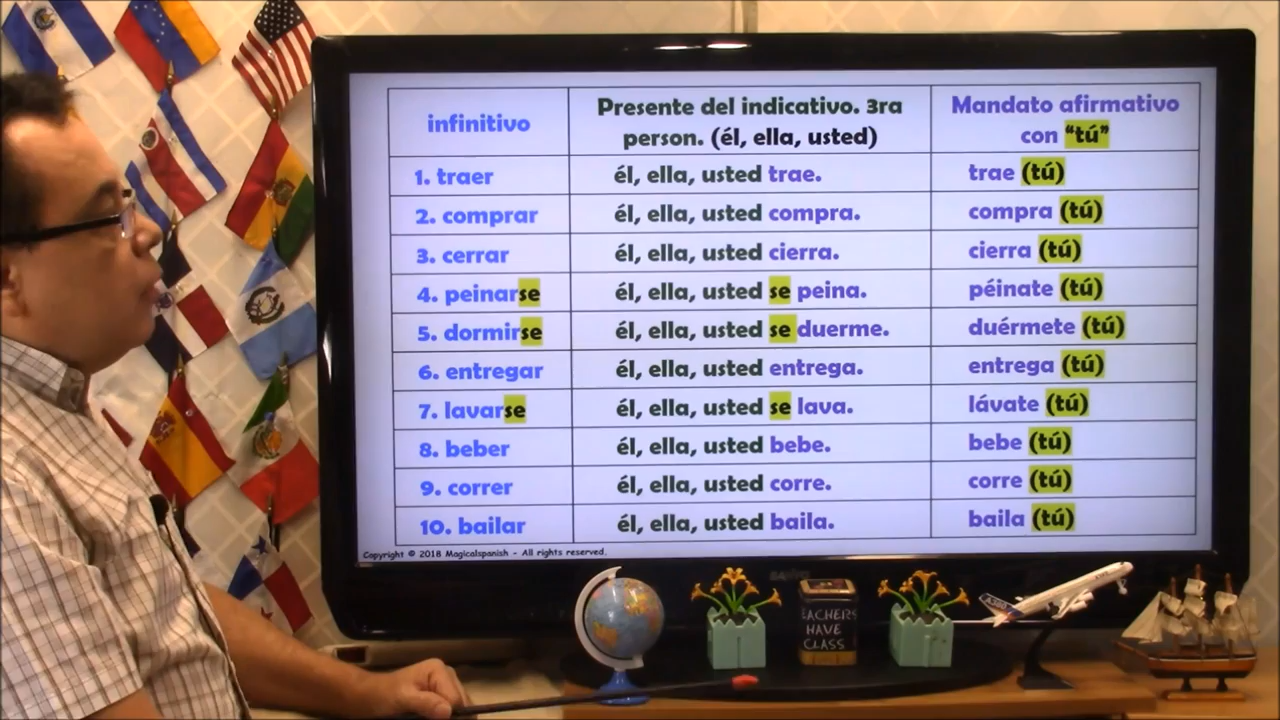 infinitivo
Presente del indicativo. 3ra
person. (él, ella, usted)
Mandato afirmativo
con “tú”
1. traer
él, ella, usted trae.
trae (tú)
2. comprar
él, ella, usted compra.
compra (tú)
3. cerrar
él, ella, usted cierra.
cierra (tú)
4. peinarse
él, ella, usted se peina.
péinate (tú)
5. dormirse
él, ella, usted se duerme.
duérmete (tú)
6. entregar
él, ella, usted entrega.
entrega (tú)
7. lavarse
él, ella, usted se lava.
lávate (tú)
8. beber
él, ella, usted bebe.
bebe (tú)
9. correr
él, ella, usted corre.
corre (tú)
10. bailar
él, ella, usted baila.
baila (tú)
Copyright © 2018 Magicalspanish - All rights reserved.
EACHERS
HAVE
CLASS
A380